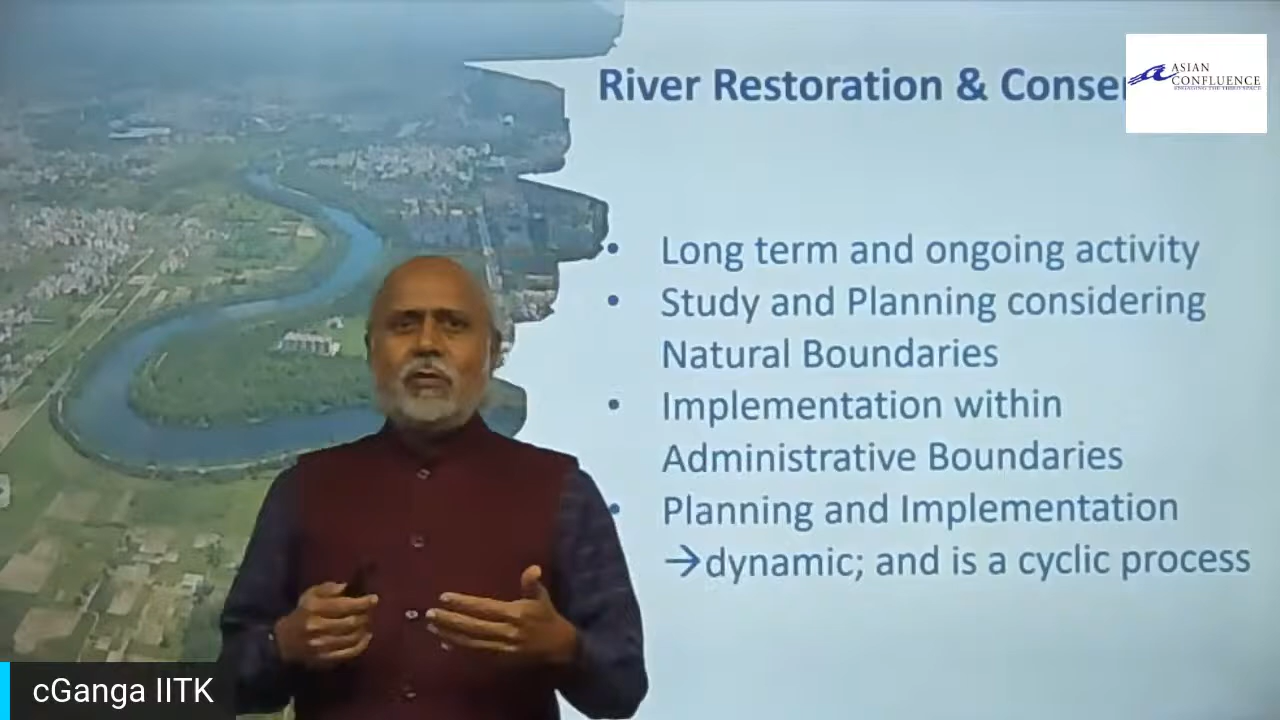 River Restoration & Conser
ASIAN
CONFLUENCE
• Long term and ongoing activity
• Study and Planning considering
Natural Boundaries
• Implementation within
Administrative Boundaries
• Planning and Implementation
→dynamic; and is a cyclic process
cGanga IITK